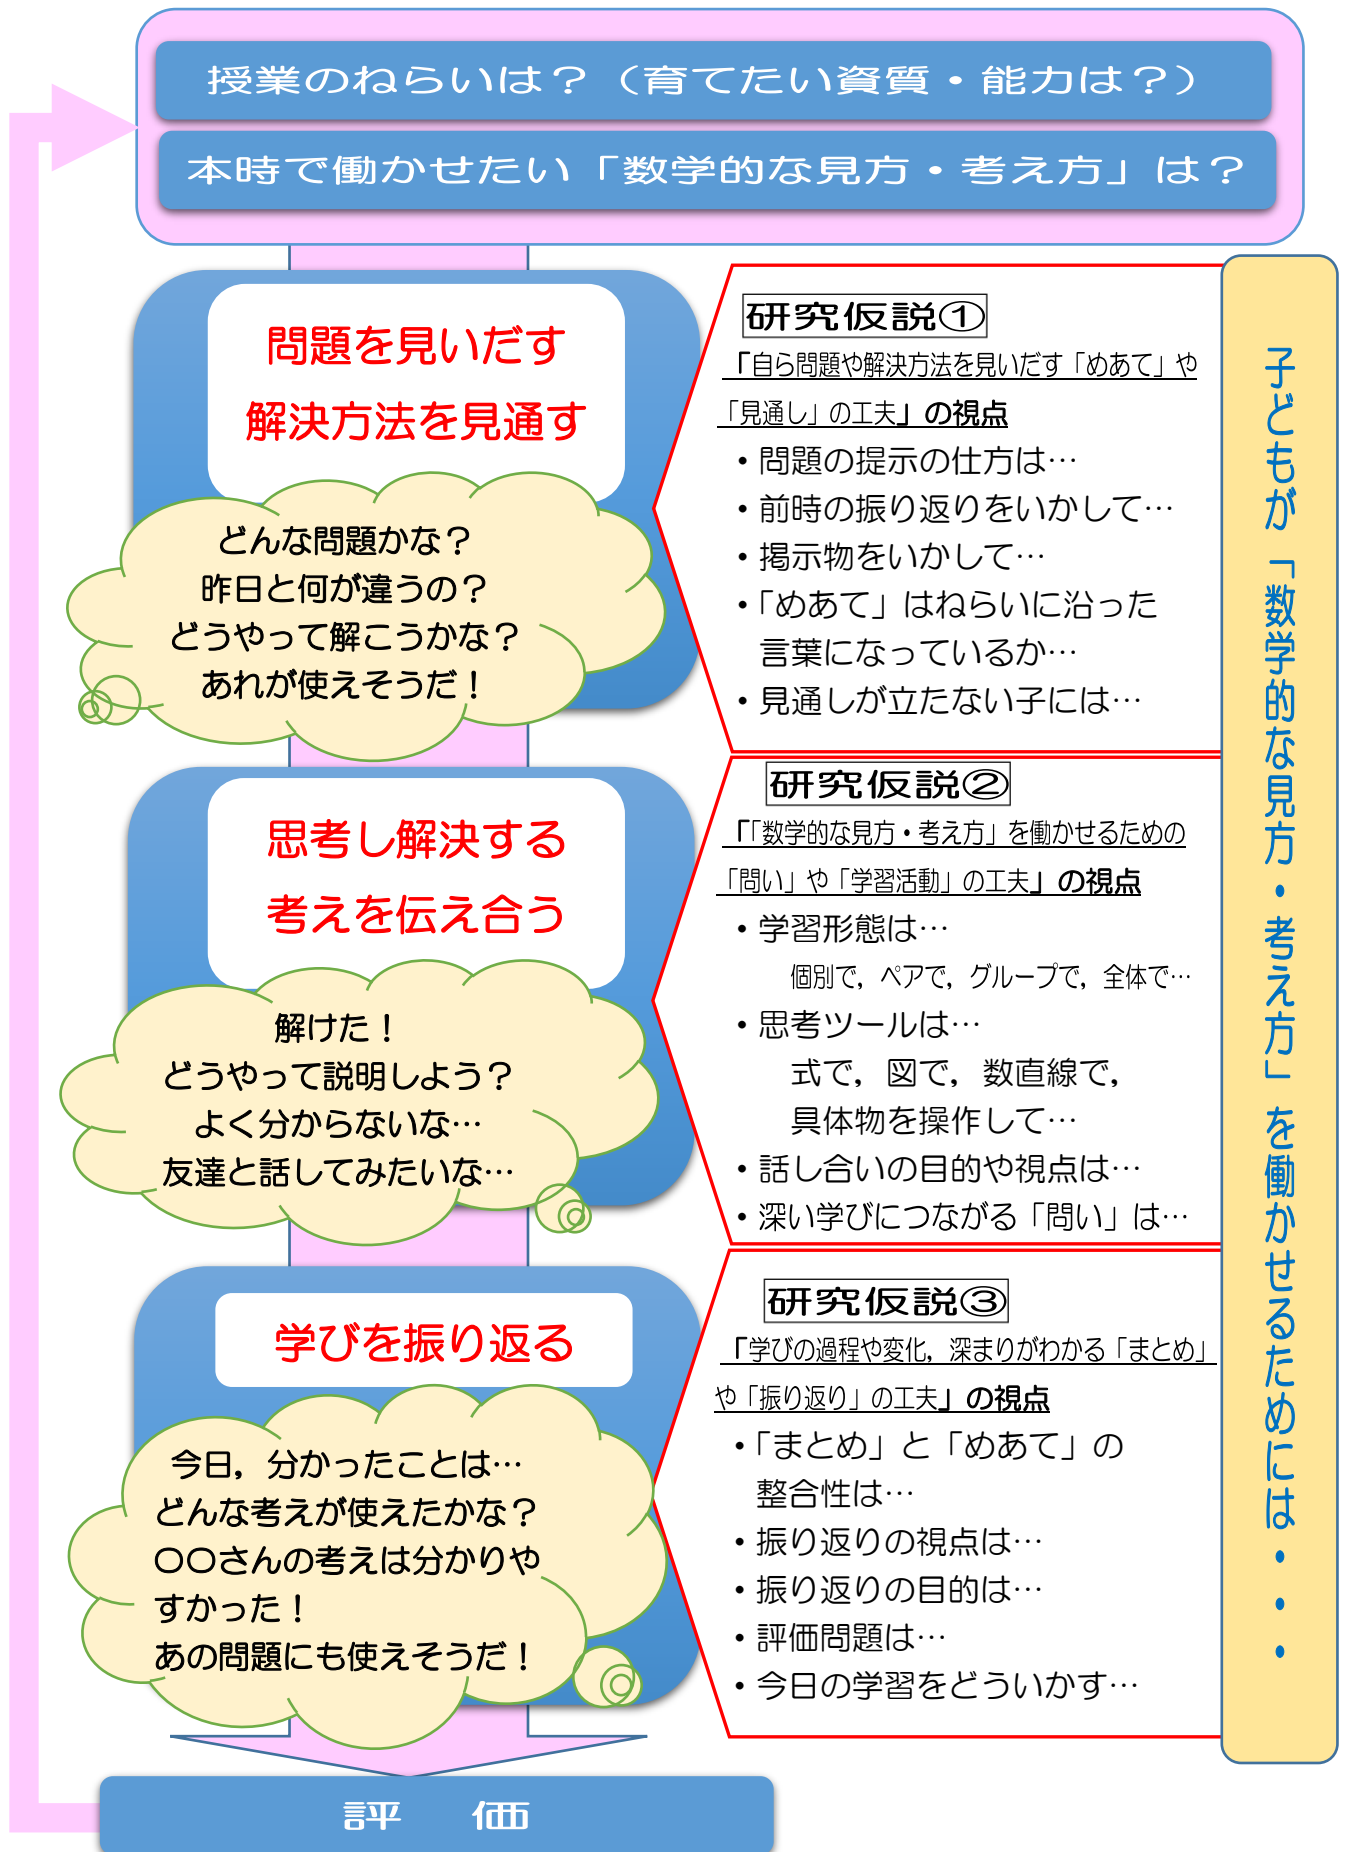 授業のねらいは？（育てたい資質・能力は？）
本時で働かせたい「数学的な見方・考え方」は？
問題を見いだす
解決方法を見通す
どんな問題かな？
昨日と何が違うの？
どうやって解こうかな？
あれが使えそうだ！
研究仮説①
「自ら問題や解決方法を見いだす「めあて」や
「見通し」の工夫」の視点
・問題の提示の仕方は…
・前時の振り返りをいかして…
・掲示物をいかして…
・「めあて」はねらいに沿った
言葉になっているか…
・見通しが立たない子には…
思考し解決する
考えを伝え合う
解けた！
どうやって説明しよう？
よく分からないな…
友達と話してみたいな…
研究仮説②
「「数学的な見方・考え方」を働かせるための
「問い」や「学習活動」の工夫」の視点
・学習形態は…
個別で，ペアで，グループで，全体で…
・思考ツールは…
式で，図で，数直線で，
具体物を操作して…
・話し合いの目的や視点は…
・深い学びにつながる「問い」は…
学びを振り返る
今日，分かったことは…
どんな考えが使えたかな？
〇〇さんの考えは分かりや
すかった！
あの問題にも使えそうだ！
研究仮説③
「学びの過程や変化，深まりがわかる「まとめ」
や「振り返り」の工夫」の視点
・「まとめ」と「めあて」の
整合性は…
・振り返りの視点は…
・振り返りの目的は…
・評価問題は…
・今日の学習をどういかす…
子どもが「数学的な見方・考え方」を働かせるためには・・・
評　価